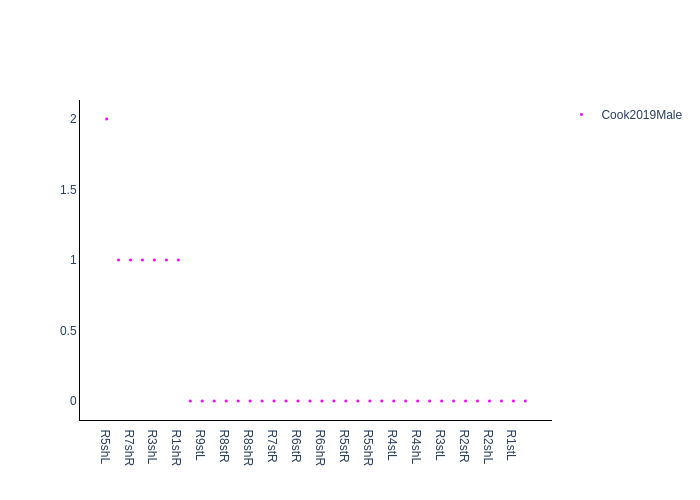 Cook2019Male
2
1.5
1
0.5
0
R5shL
R7shR
R3shL
R1shR
R9stL
R8stR
R8shR
R7stR
R6stR
R6shR
R5stR
R5shR
R4stL
R4shL
R3stL
R2stR
R2shL
R1stL